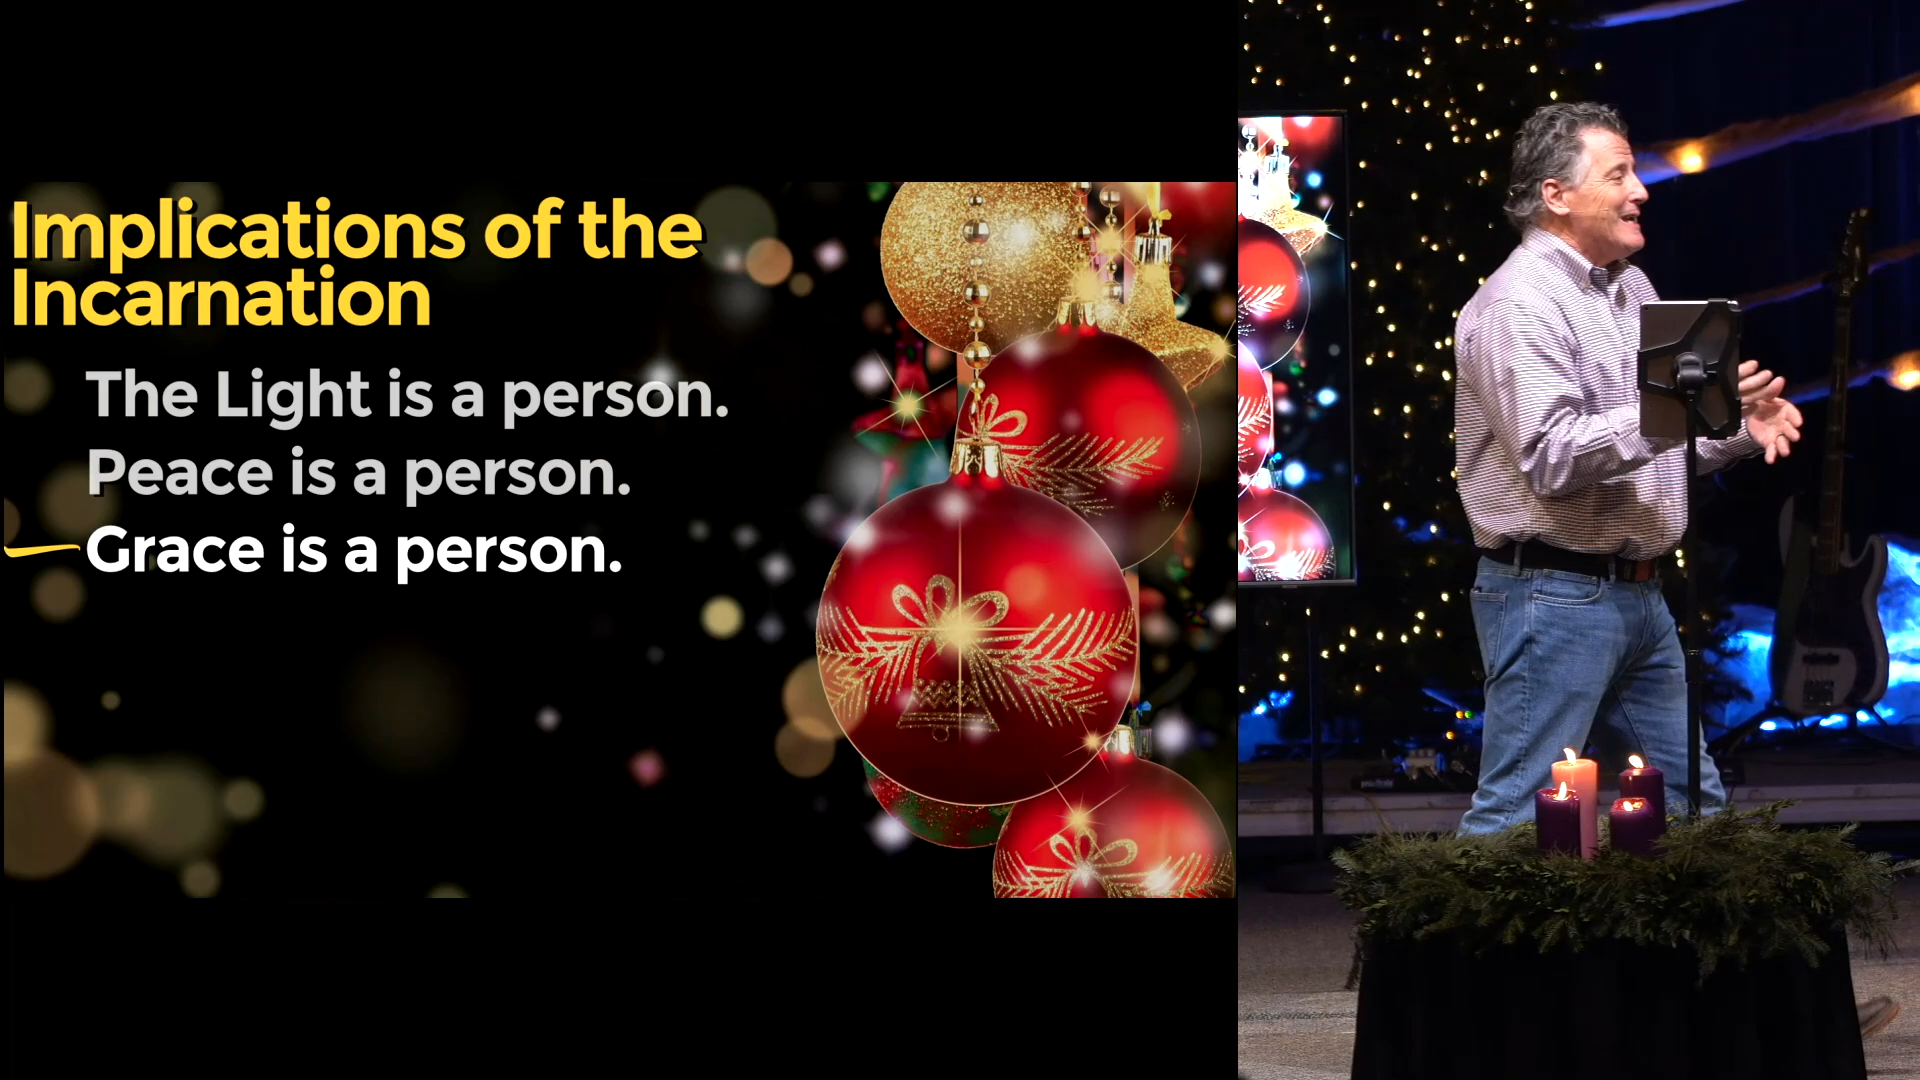 Implications of the
Incarnation
The Light is a person.
Peace is a person.
Grace is a person.